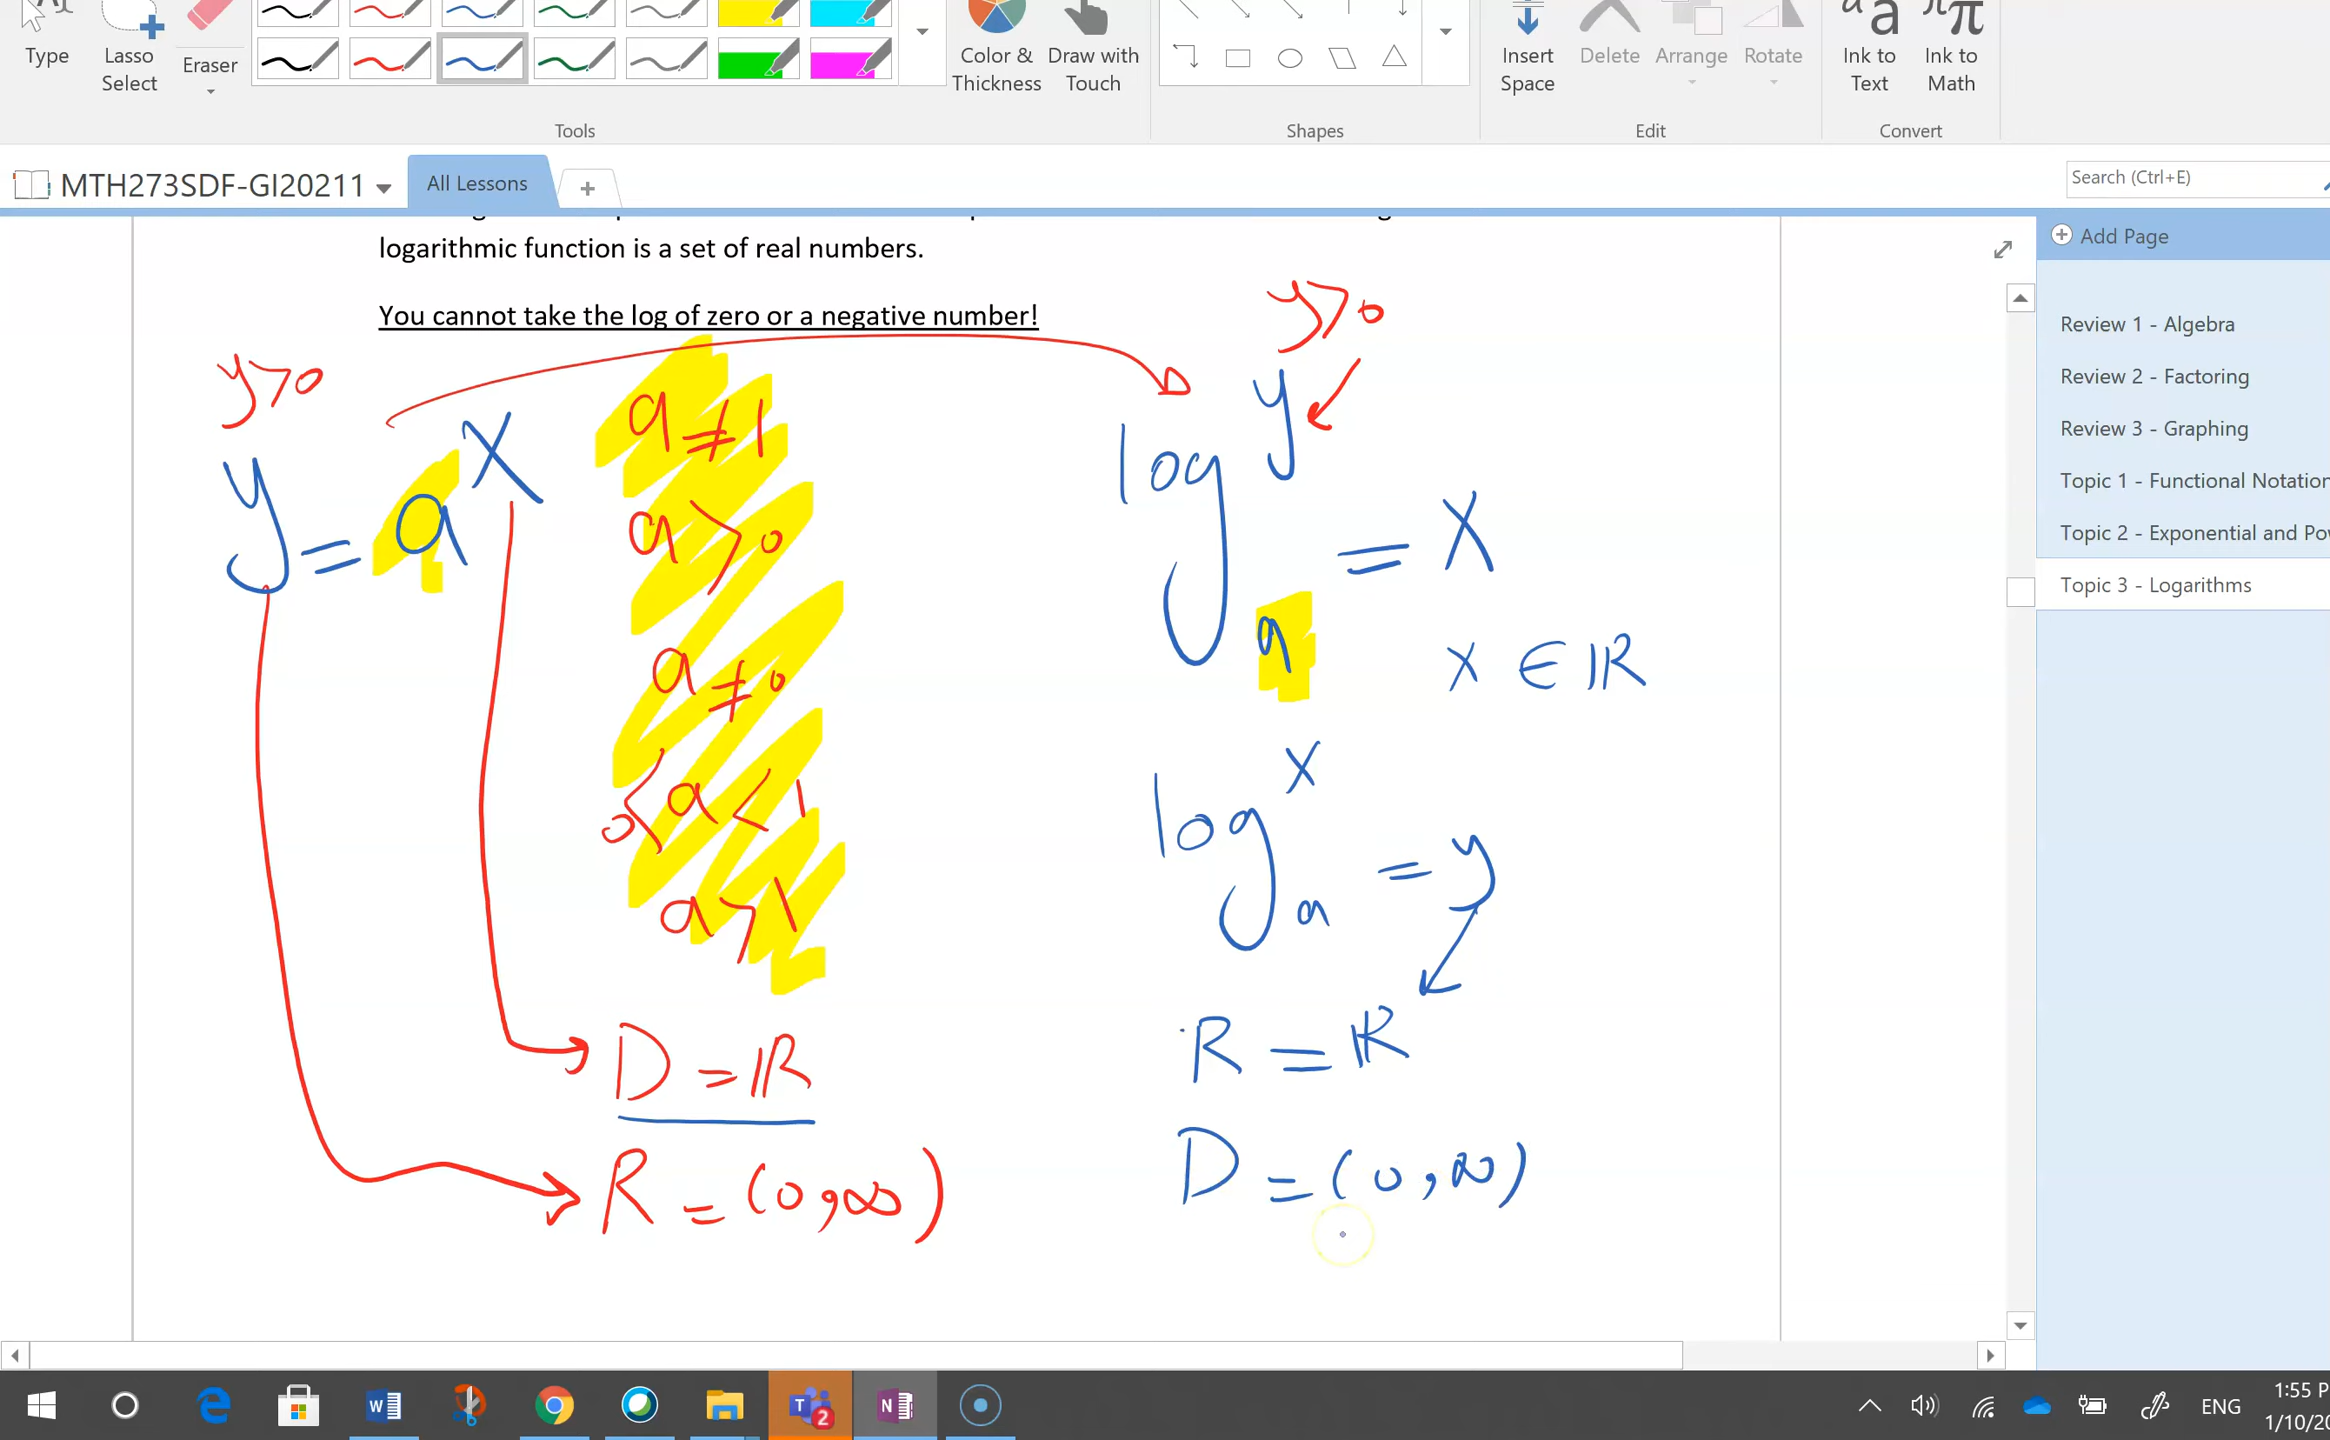 Type
Lasso Select
Eraser
Color & Thickness
Draw with Touch
Insert Space
Delete
Arrange
Rotate
Ink to Text
Ink to Math
Tools
Shapes
Edit
Convert
MTH273SDF-GI20211
All Lessons
Search (Ctrl+E)
Add Page
Review 1 - Algebra
Review 2 - Factoring
Review 3 - Graphing
Topic 1 - Functional Notation
Topic 2 - Exponential and Po
Topic 3 - Logarithms
logarithmic function is a set of real numbers.
You cannot take the log of zero or a negative number!
y>0
y = a^x
a ≠ 1
a > 0
a ≠ 0
0 < a < 1
a > 1
D = ℝ
R = (0, ∞)
y>0
log_a y = x
x ∈ ℝ
log_a x = y
R = ℝ
D = (0, ∞)
2
ENG
1:55 P
1/10/20